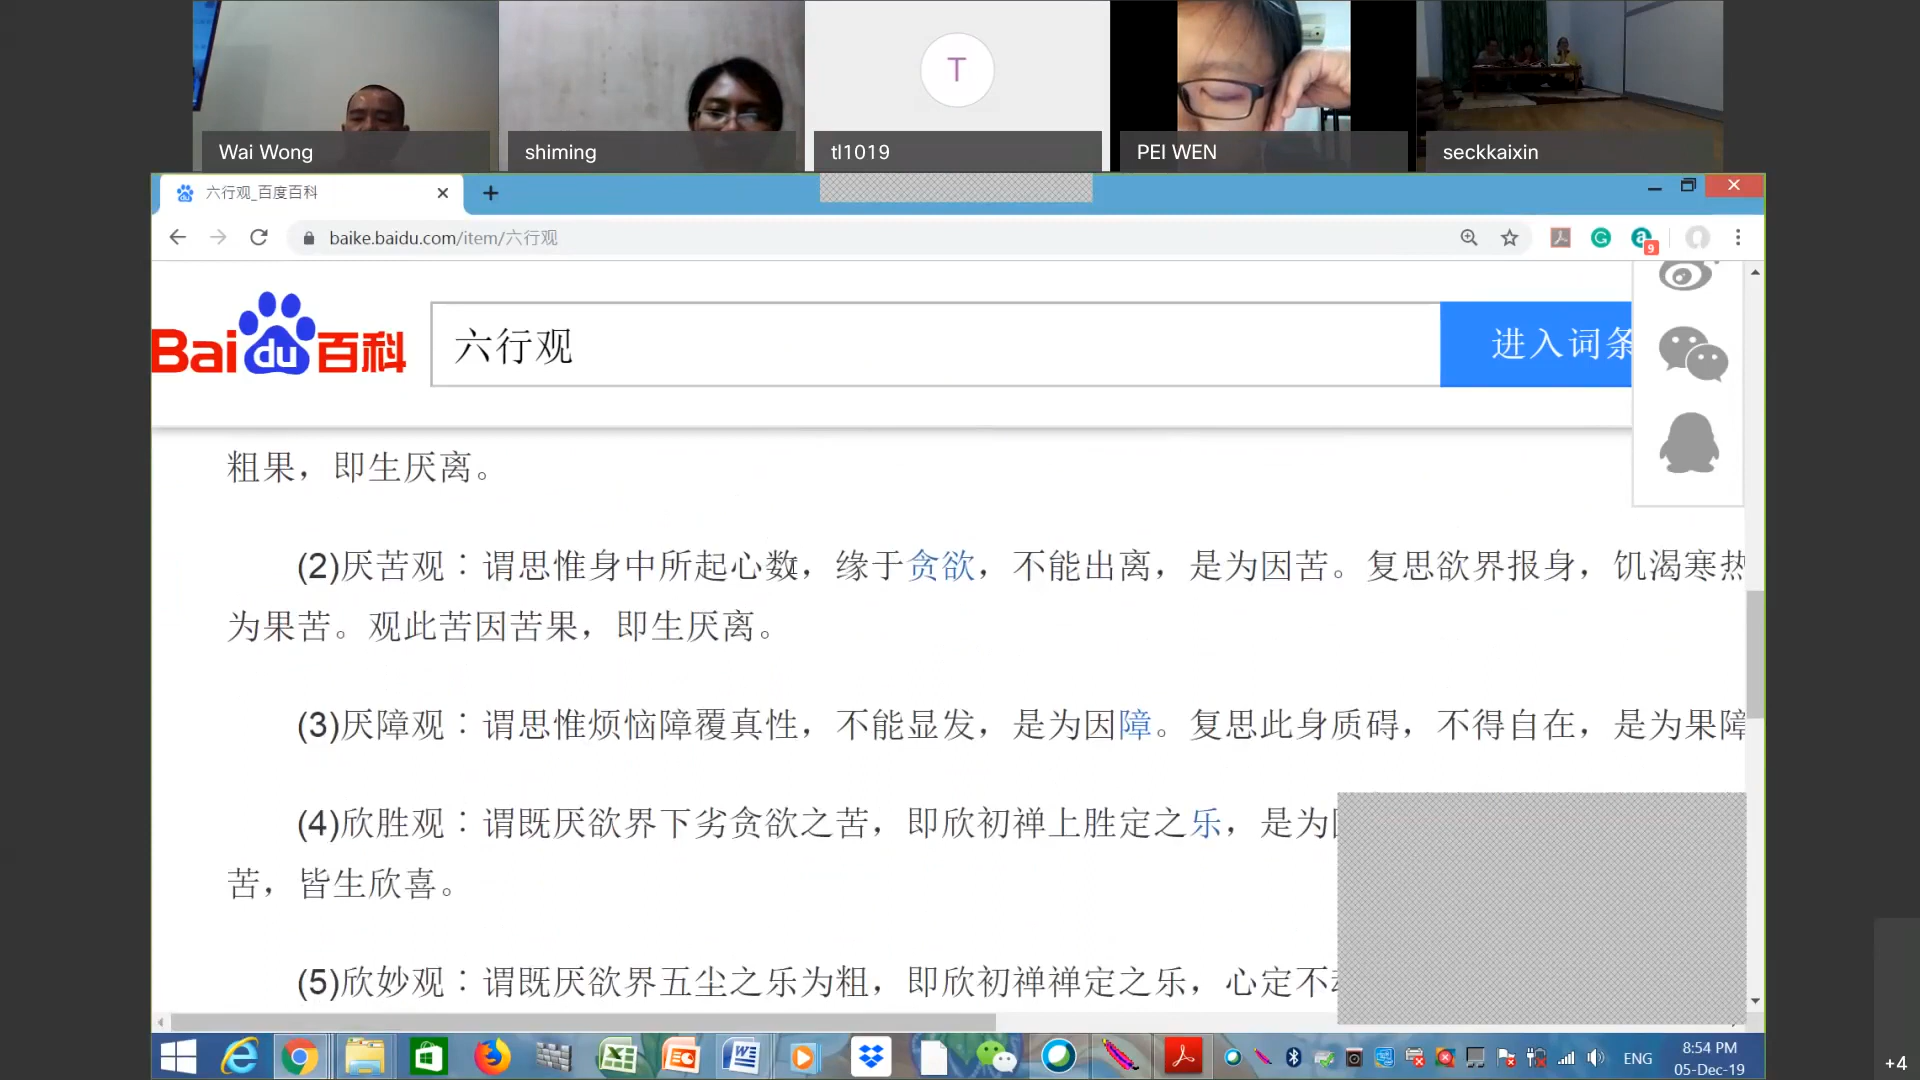 T
Wai Wong
shiming
tl1019
PEI WEN
seckkaixin
六行观_百度百科
baike.baidu.com/item/六行观
9
Bai du 百科
六行观
进入词条
粗果，即生厌离。
(2)厌苦观：谓思惟身中所起心数，缘于贪欲，不能出离，是为因苦。复思欲界报身，饥渴寒热
为果苦。观此苦因苦果，即生厌离。
(3)厌障观：谓思惟烦恼障覆真性，不能显发，是为因障。复思此身质碍，不得自在，是为果障
(4)欣胜观：谓既厌欲界下劣贪欲之苦，即欣初禅上胜定之乐，是为
苦，皆生欣喜。
(5)欣妙观：谓既厌欲界五尘之乐为粗，即欣初禅禅定之乐，心定不
ENG
8:54 PM
05-Dec-19
+4